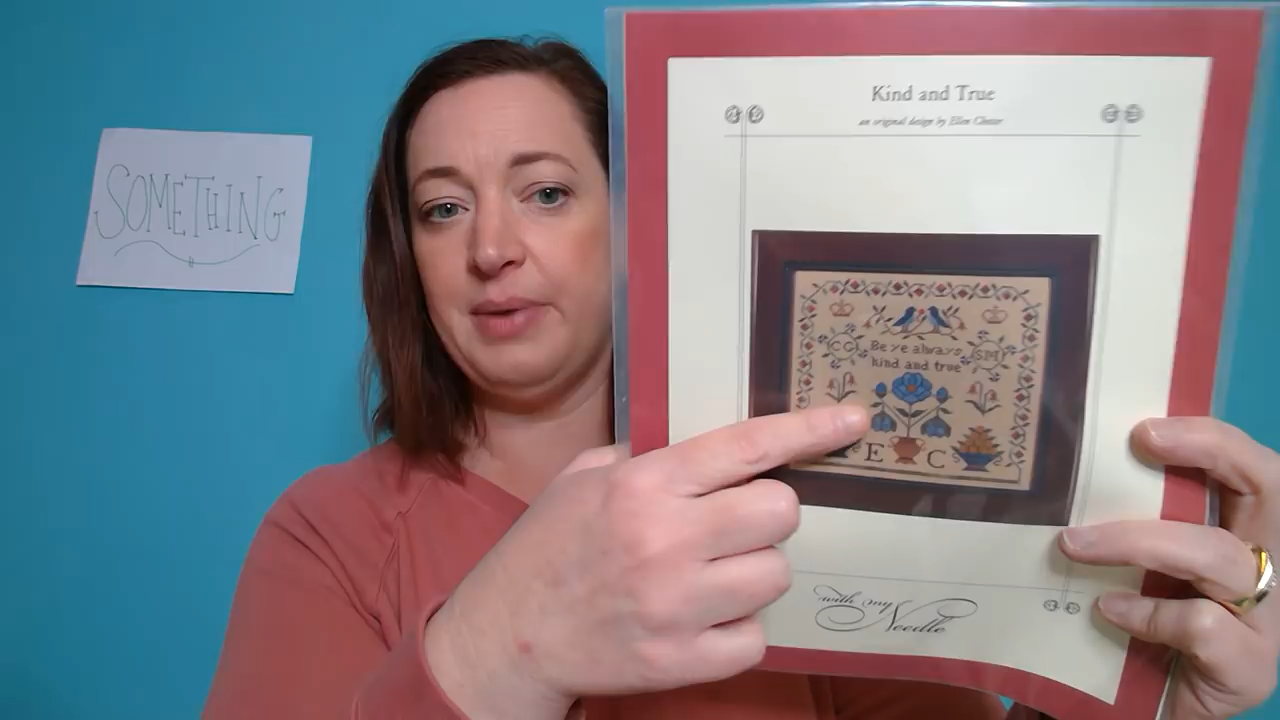 SOMETHING
Kind and True
an original design by Ellen Chester
CG
Be ye always
kind and true
SM
E C
with my
Needle